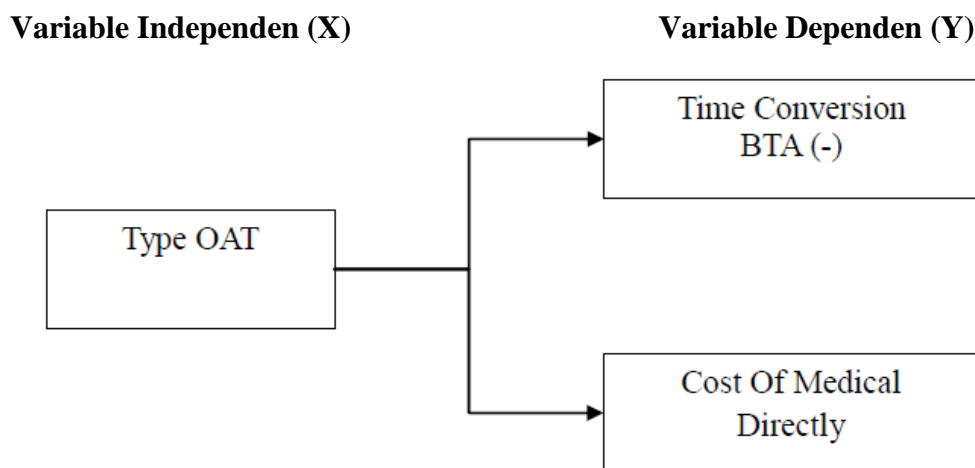 Variable Independen (X)
Variable Dependen (Y)
Time Conversion
BTA (-)
Type OAT
Cost Of Medical
Directly